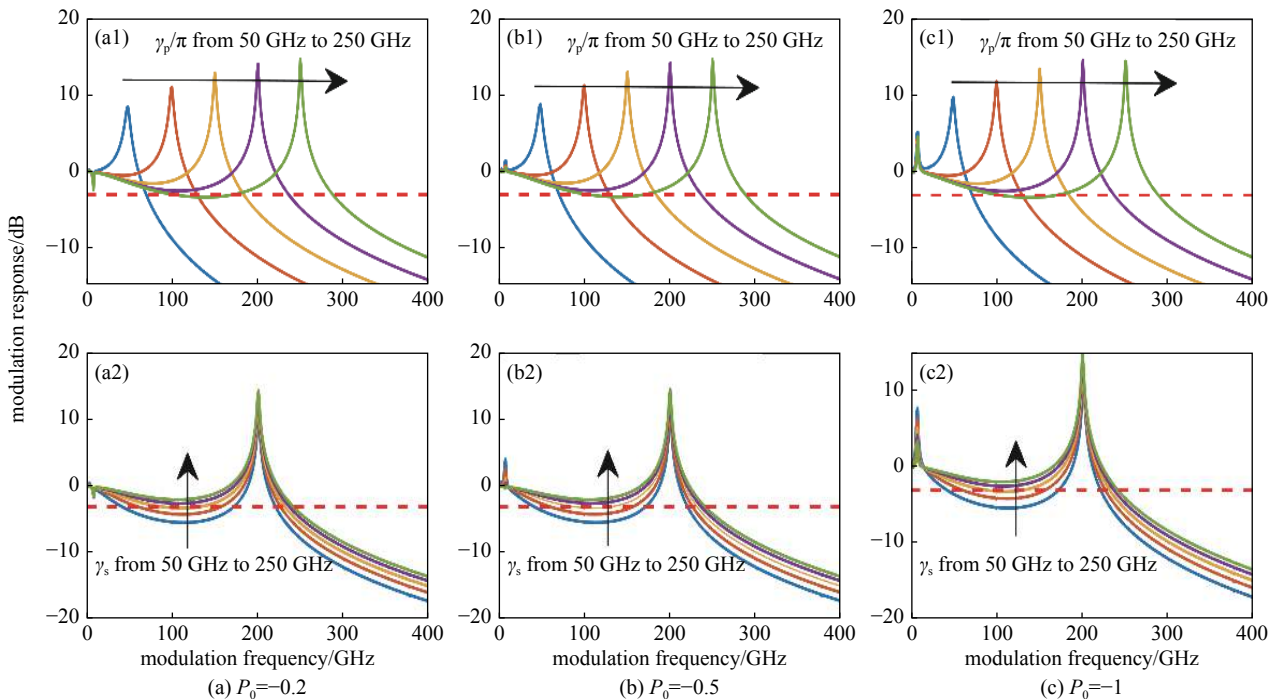 modulation response/dB
20
10
0
−10
(a1)
γp/π from 50 GHz to 250 GHz
0 100 200 300 400
20
10
0
−10
(b1)
γp/π from 50 GHz to 250 GHz
0 100 200 300 400
20
10
0
−10
(c1)
γp/π from 50 GHz to 250 GHz
0 100 200 300 400
20
10
0
−10
−20
(a2)
γs from 50 GHz to 250 GHz
0 100 200 300 400
modulation frequency/GHz
(a) P0=−0.2
20
10
0
−10
−20
(b2)
γs from 50 GHz to 250 GHz
0 100 200 300 400
modulation frequency/GHz
(b) P0=−0.5
10
0
−10
−20
(c2)
γs from 50 GHz to 250 GHz
0 100 200 300 400
modulation frequency/GHz
(c) P0=−1